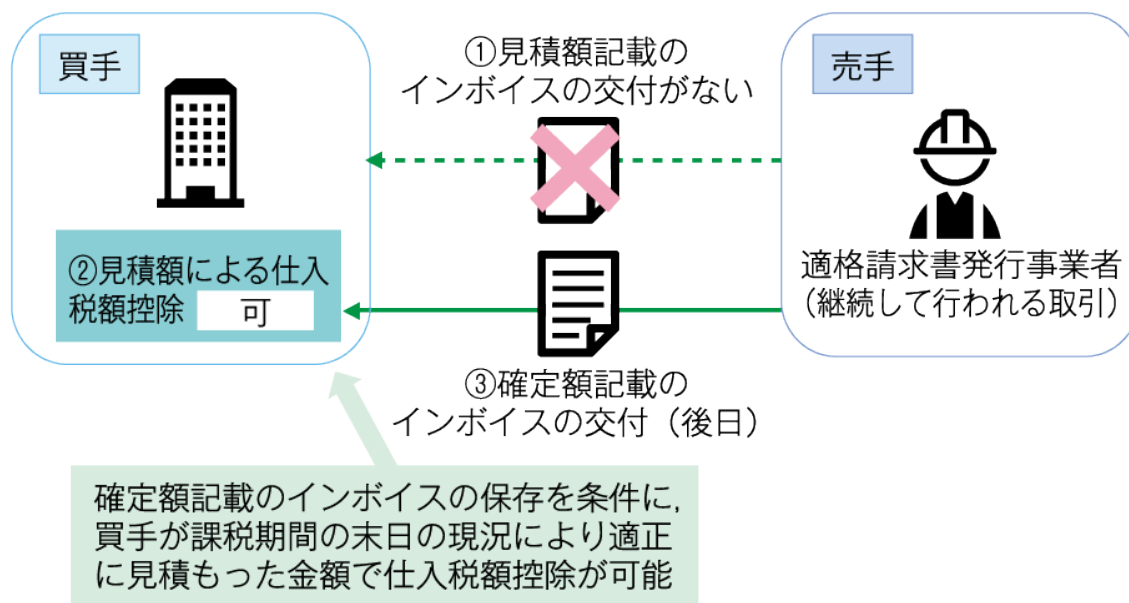 買手
①見積額記載の
インボイスの交付がない
売手
②見積額による仕入
税額控除 可
適格請求書発行事業者
（継続して行われる取引）
③確定額記載の
インボイスの交付（後日）
確定額記載のインボイスの保存を条件に,
買手が課税期間の末日の現況により適正
に見積もった金額で仕入税額控除が可能